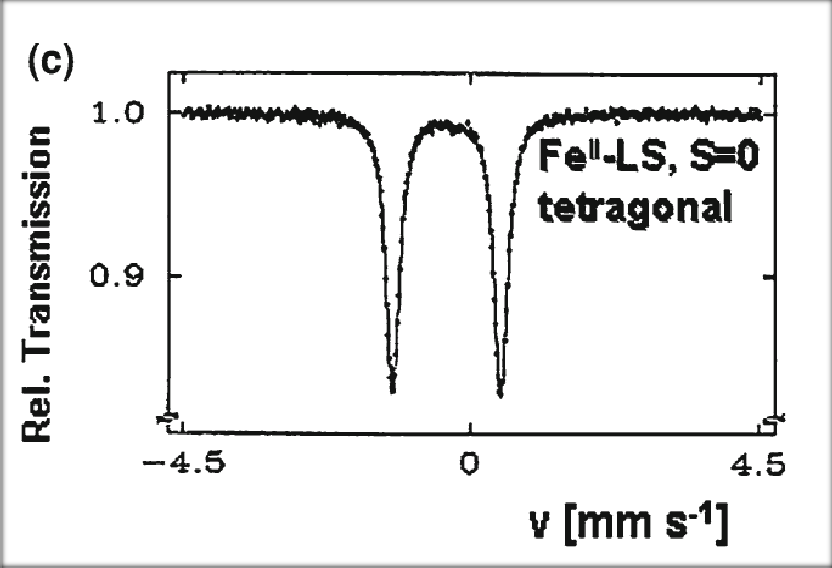 (c)
1.0
Fe^II-LS, S=0
tetragonal
0.9
Rel. Transmission
-4.5 0 4.5
v [mm s^-1]